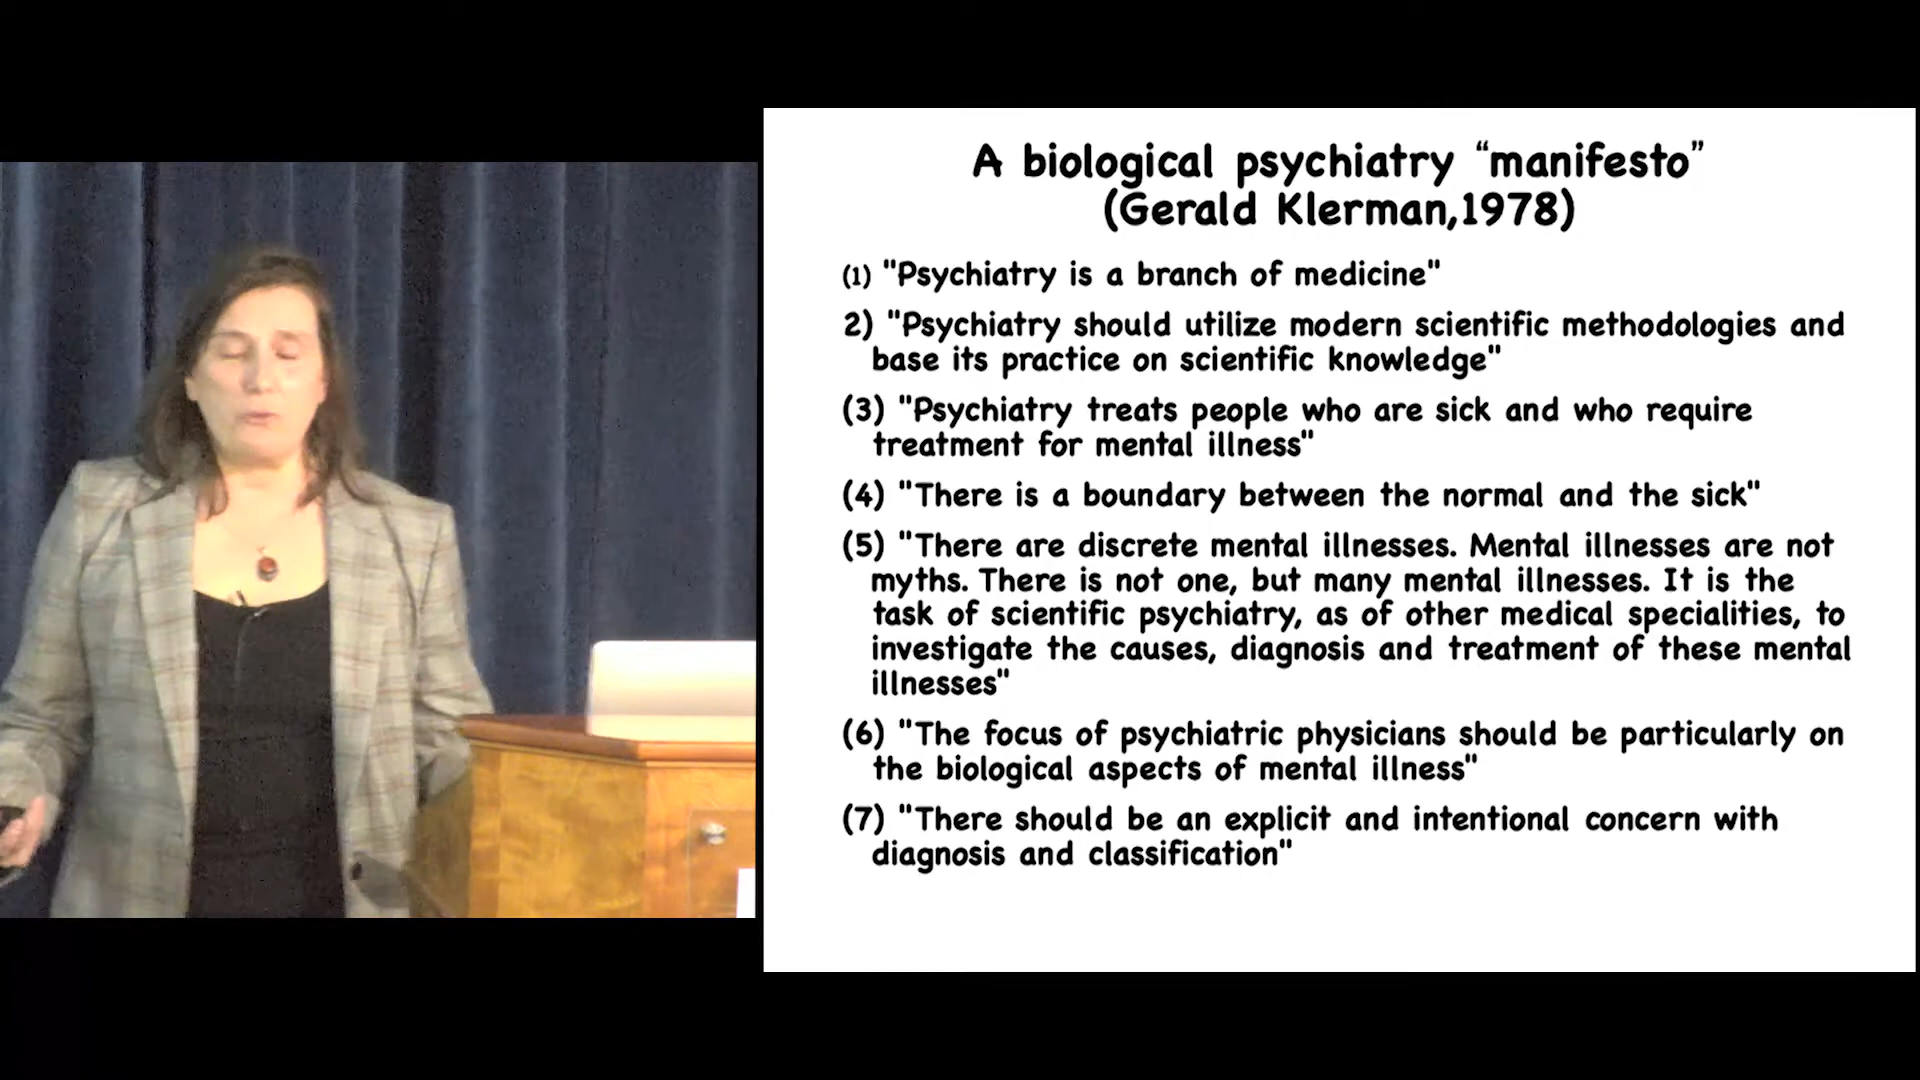 A biological psychiatry “manifesto”
(Gerald Klerman,1978)
(1) "Psychiatry is a branch of medicine"
2) "Psychiatry should utilize modern scientific methodologies and
base its practice on scientific knowledge"
(3) "Psychiatry treats people who are sick and who require
treatment for mental illness"
(4) "There is a boundary between the normal and the sick"
(5) "There are discrete mental illnesses. Mental illnesses are not
myths. There is not one, but many mental illnesses. It is the
task of scientific psychiatry, as of other medical specialities, to
investigate the causes, diagnosis and treatment of these mental
illnesses"
(6) "The focus of psychiatric physicians should be particularly on
the biological aspects of mental illness"
(7) "There should be an explicit and intentional concern with
diagnosis and classification"